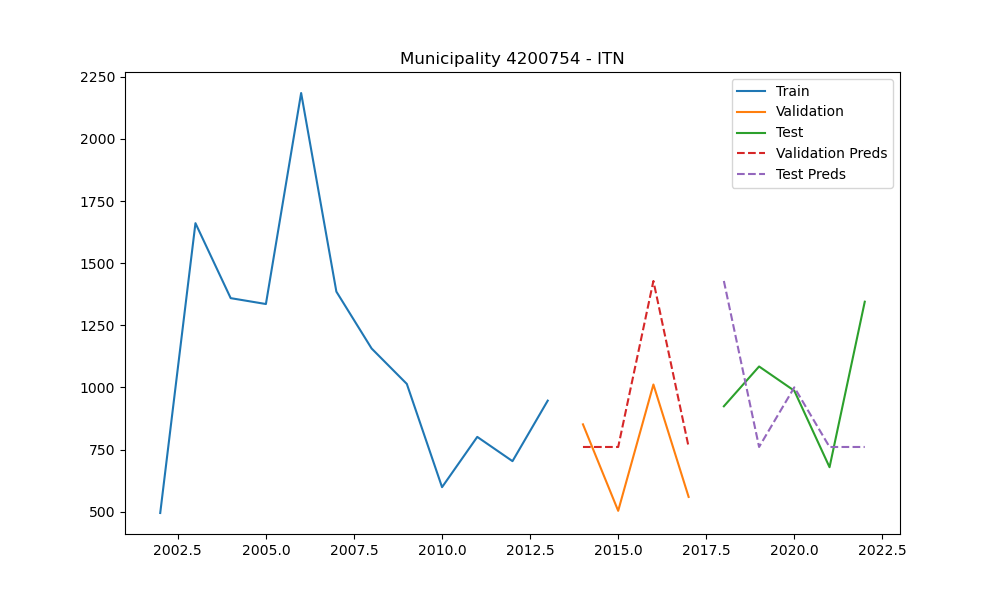 Municipality 4200754 - ITN
2250
2000
1750
1500
1250
1000
750
500
2002.5
2005.0
2007.5
2010.0
2012.5
2015.0
2017.5
2020.0
2022.5
Train
Validation
Test
Validation Preds
Test Preds